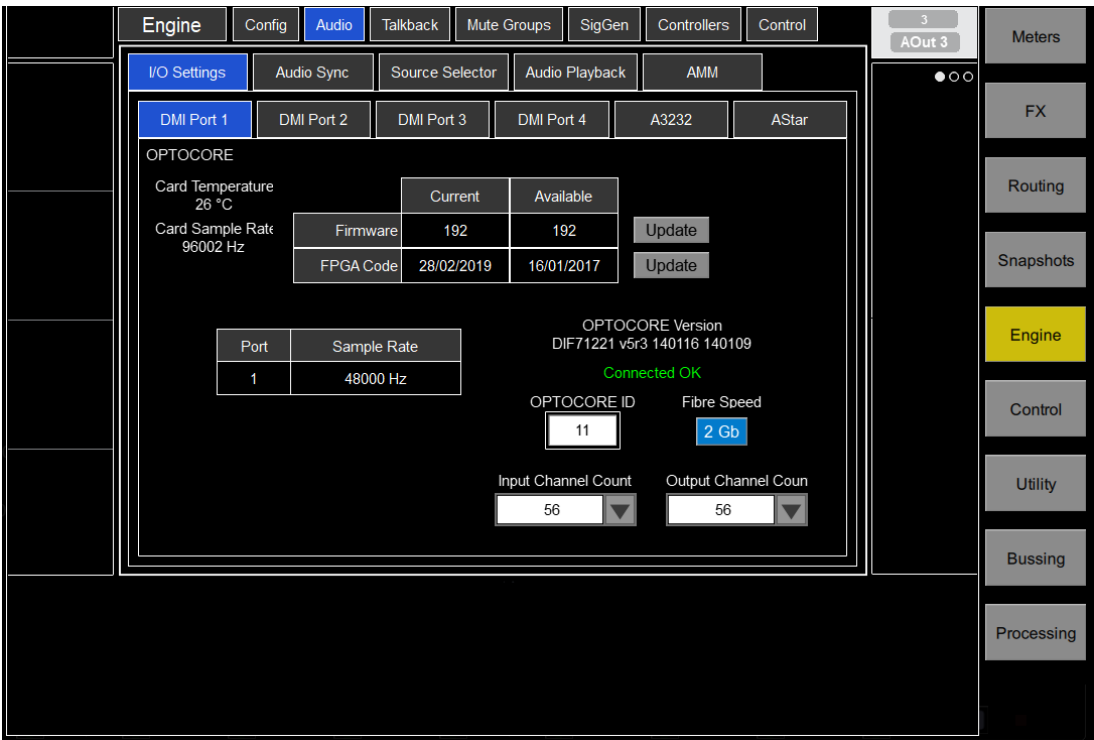 Engine Config Audio Talkback Mute Groups SigGen Controllers Control
3
AOut 3
Meters
I/O Settings Audio Sync Source Selector Audio Playback AMM
DMI Port 1 DMI Port 2 DMI Port 3 DMI Port 4 A3232 AStar
FX
OPTOCORE
Card Temperature
26 °C
Card Sample Rate
96002 Hz
Current Available
Firmware 192 192 Update
FPGA Code 28/02/2019 16/01/2017 Update
Routing
Snapshots
Port Sample Rate
1 48000 Hz
OPTOCORE Version
DIF71221 v5r3 140116 140109
Connected OK
OPTOCORE ID Fibre Speed
11 2 Gb
Input Channel Count Output Channel Coun
56 56
Engine
Control
Utility
Bussing
Processing